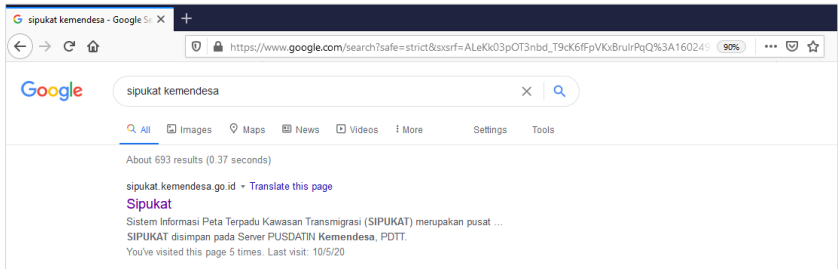 sipukat kemendesa - Google Se
https://www.google.com/search?safe=strict&sxsrf=ALeKk03pOT3nbd_T9cK6fFpVKxBruIrPqQ%3A160249
90%
Google
sipukat kemendesa
All Images Maps News Videos More Settings Tools
About 693 results (0.37 seconds)
sipukat.kemendesa.go.id Translate this page
Sipukat
Sistem Informasi Peta Terpadu Kawasan Transmigrasi (SIPUKAT) merupakan pusat ...
SIPUKAT disimpan pada Server PUSDATIN Kemendesa, PDTT.
You've visited this page 5 times. Last visit: 10/5/20